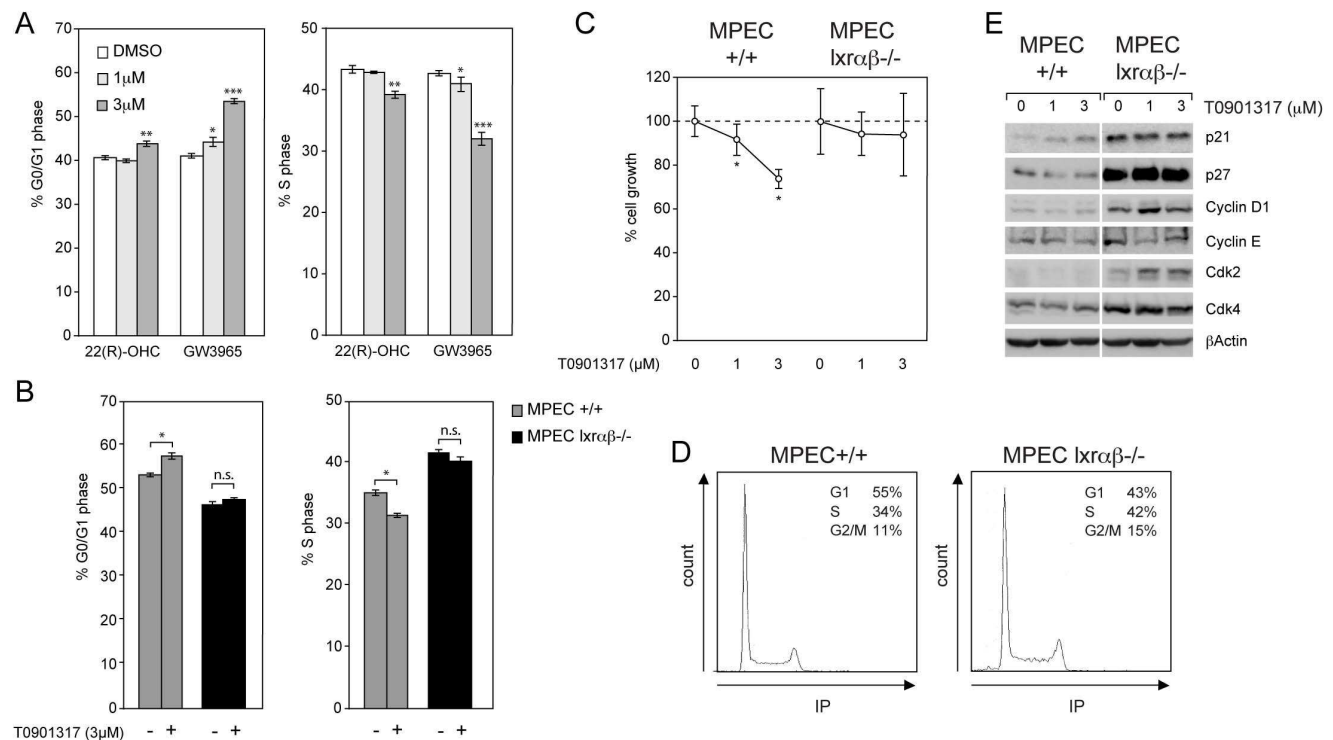 A
DMSO
1μM
3μM
% G0/G1 phase
70
60
50
40
30
20
10
0
**
*
***
22(R)-OHC
GW3965
% S phase
50
40
30
20
10
0
**
*
***
22(R)-OHC
GW3965
B
% G0/G1 phase
70
60
50
40
30
20
10
0
*
n.s.
% S phase
50
40
30
20
10
0
*
n.s.
MPEC +/+
MPEC lxrαβ-/-
T0901317 (3μM) - + - + - + - +
C
MPEC
+/+
MPEC
lxrαβ-/-
% cell growth
120
100
80
60
40
20
0
*
*
T0901317 (μM) 0 1 3 0 1 3
D
MPEC+/+
G1 55%
S 34%
G2/M 11%
count
IP
MPEC lxrαβ-/-
G1 43%
S 42%
G2/M 15%
count
IP
E
MPEC
+/+
MPEC
lxrαβ-/-
0 1 3 0 1 3 T0901317 (μM)
p21
p27
Cyclin D1
Cyclin E
Cdk2
Cdk4
βActin